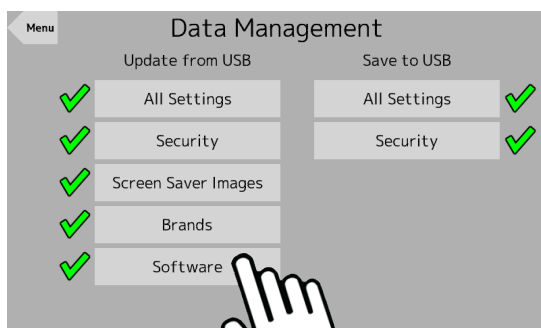 Menu
Data Management
Update from USB
Save to USB
All Settings
All Settings
Security
Security
Screen Saver Images
Brands
Software